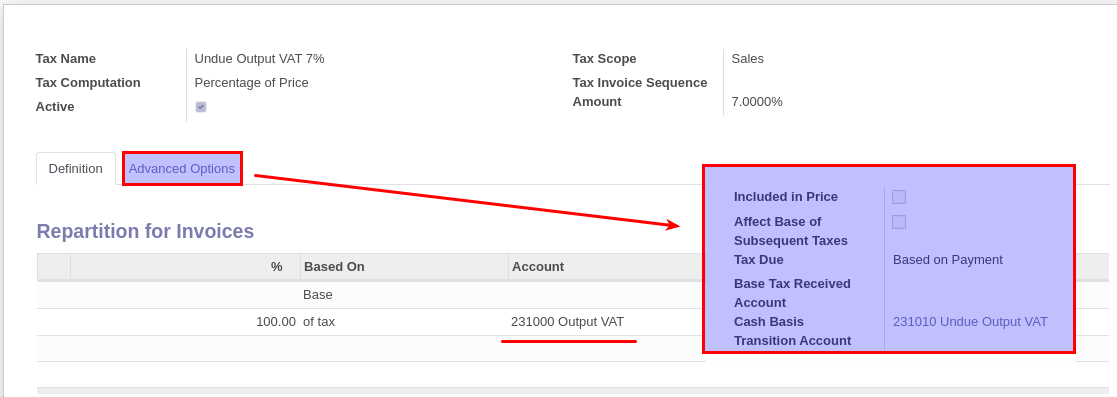 Tax Name Undue Output VAT 7% Tax Scope Sales
Tax Computation Percentage of Price Tax Invoice Sequence
Active Amount 7.0000%
Definition Advanced Options
Included in Price
Affect Base of
Subsequent Taxes
Tax Due Based on Payment
Base Tax Received
Account
Cash Basis 231010 Undue Output VAT
Transition Account
Repartition for Invoices
% Based On Account
Base
100.00 of tax 231000 Output VAT